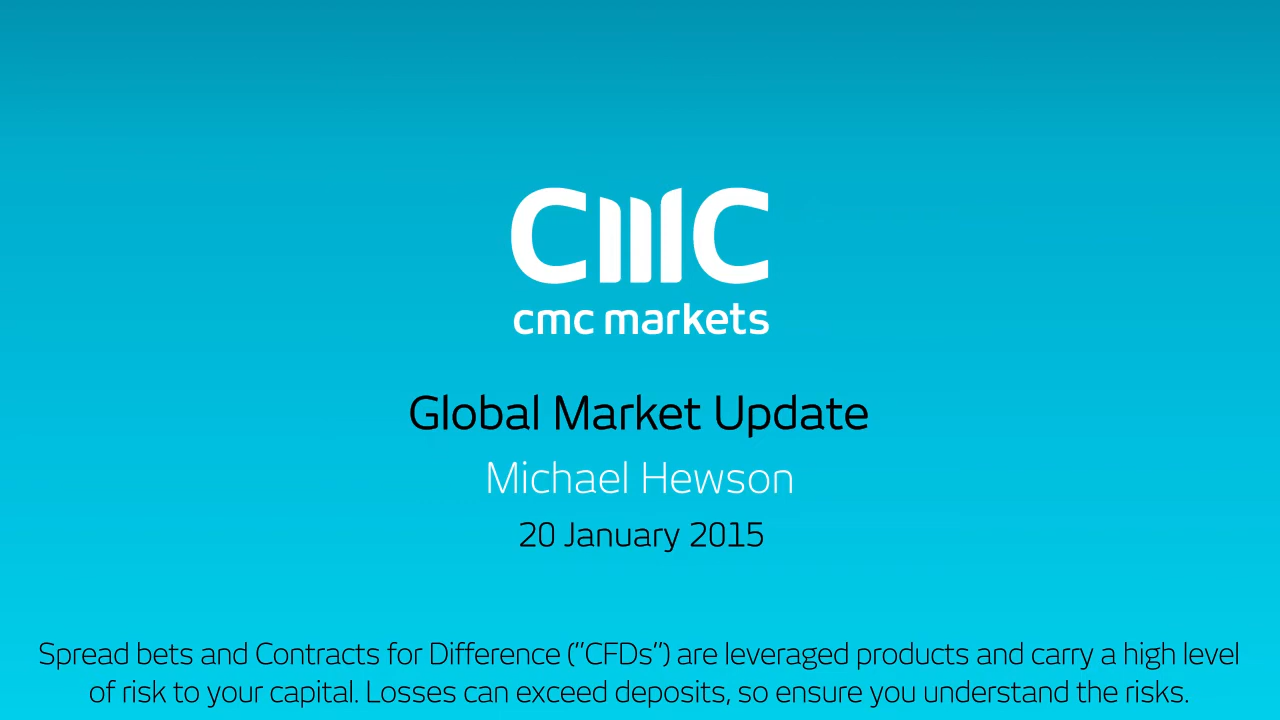 CMC
cmc markets
Global Market Update
Michael Hewson
20 January 2015
Spread bets and Contracts for Difference (“CFDs”) are leveraged products and carry a high level
of risk to your capital. Losses can exceed deposits, so ensure you understand the risks.